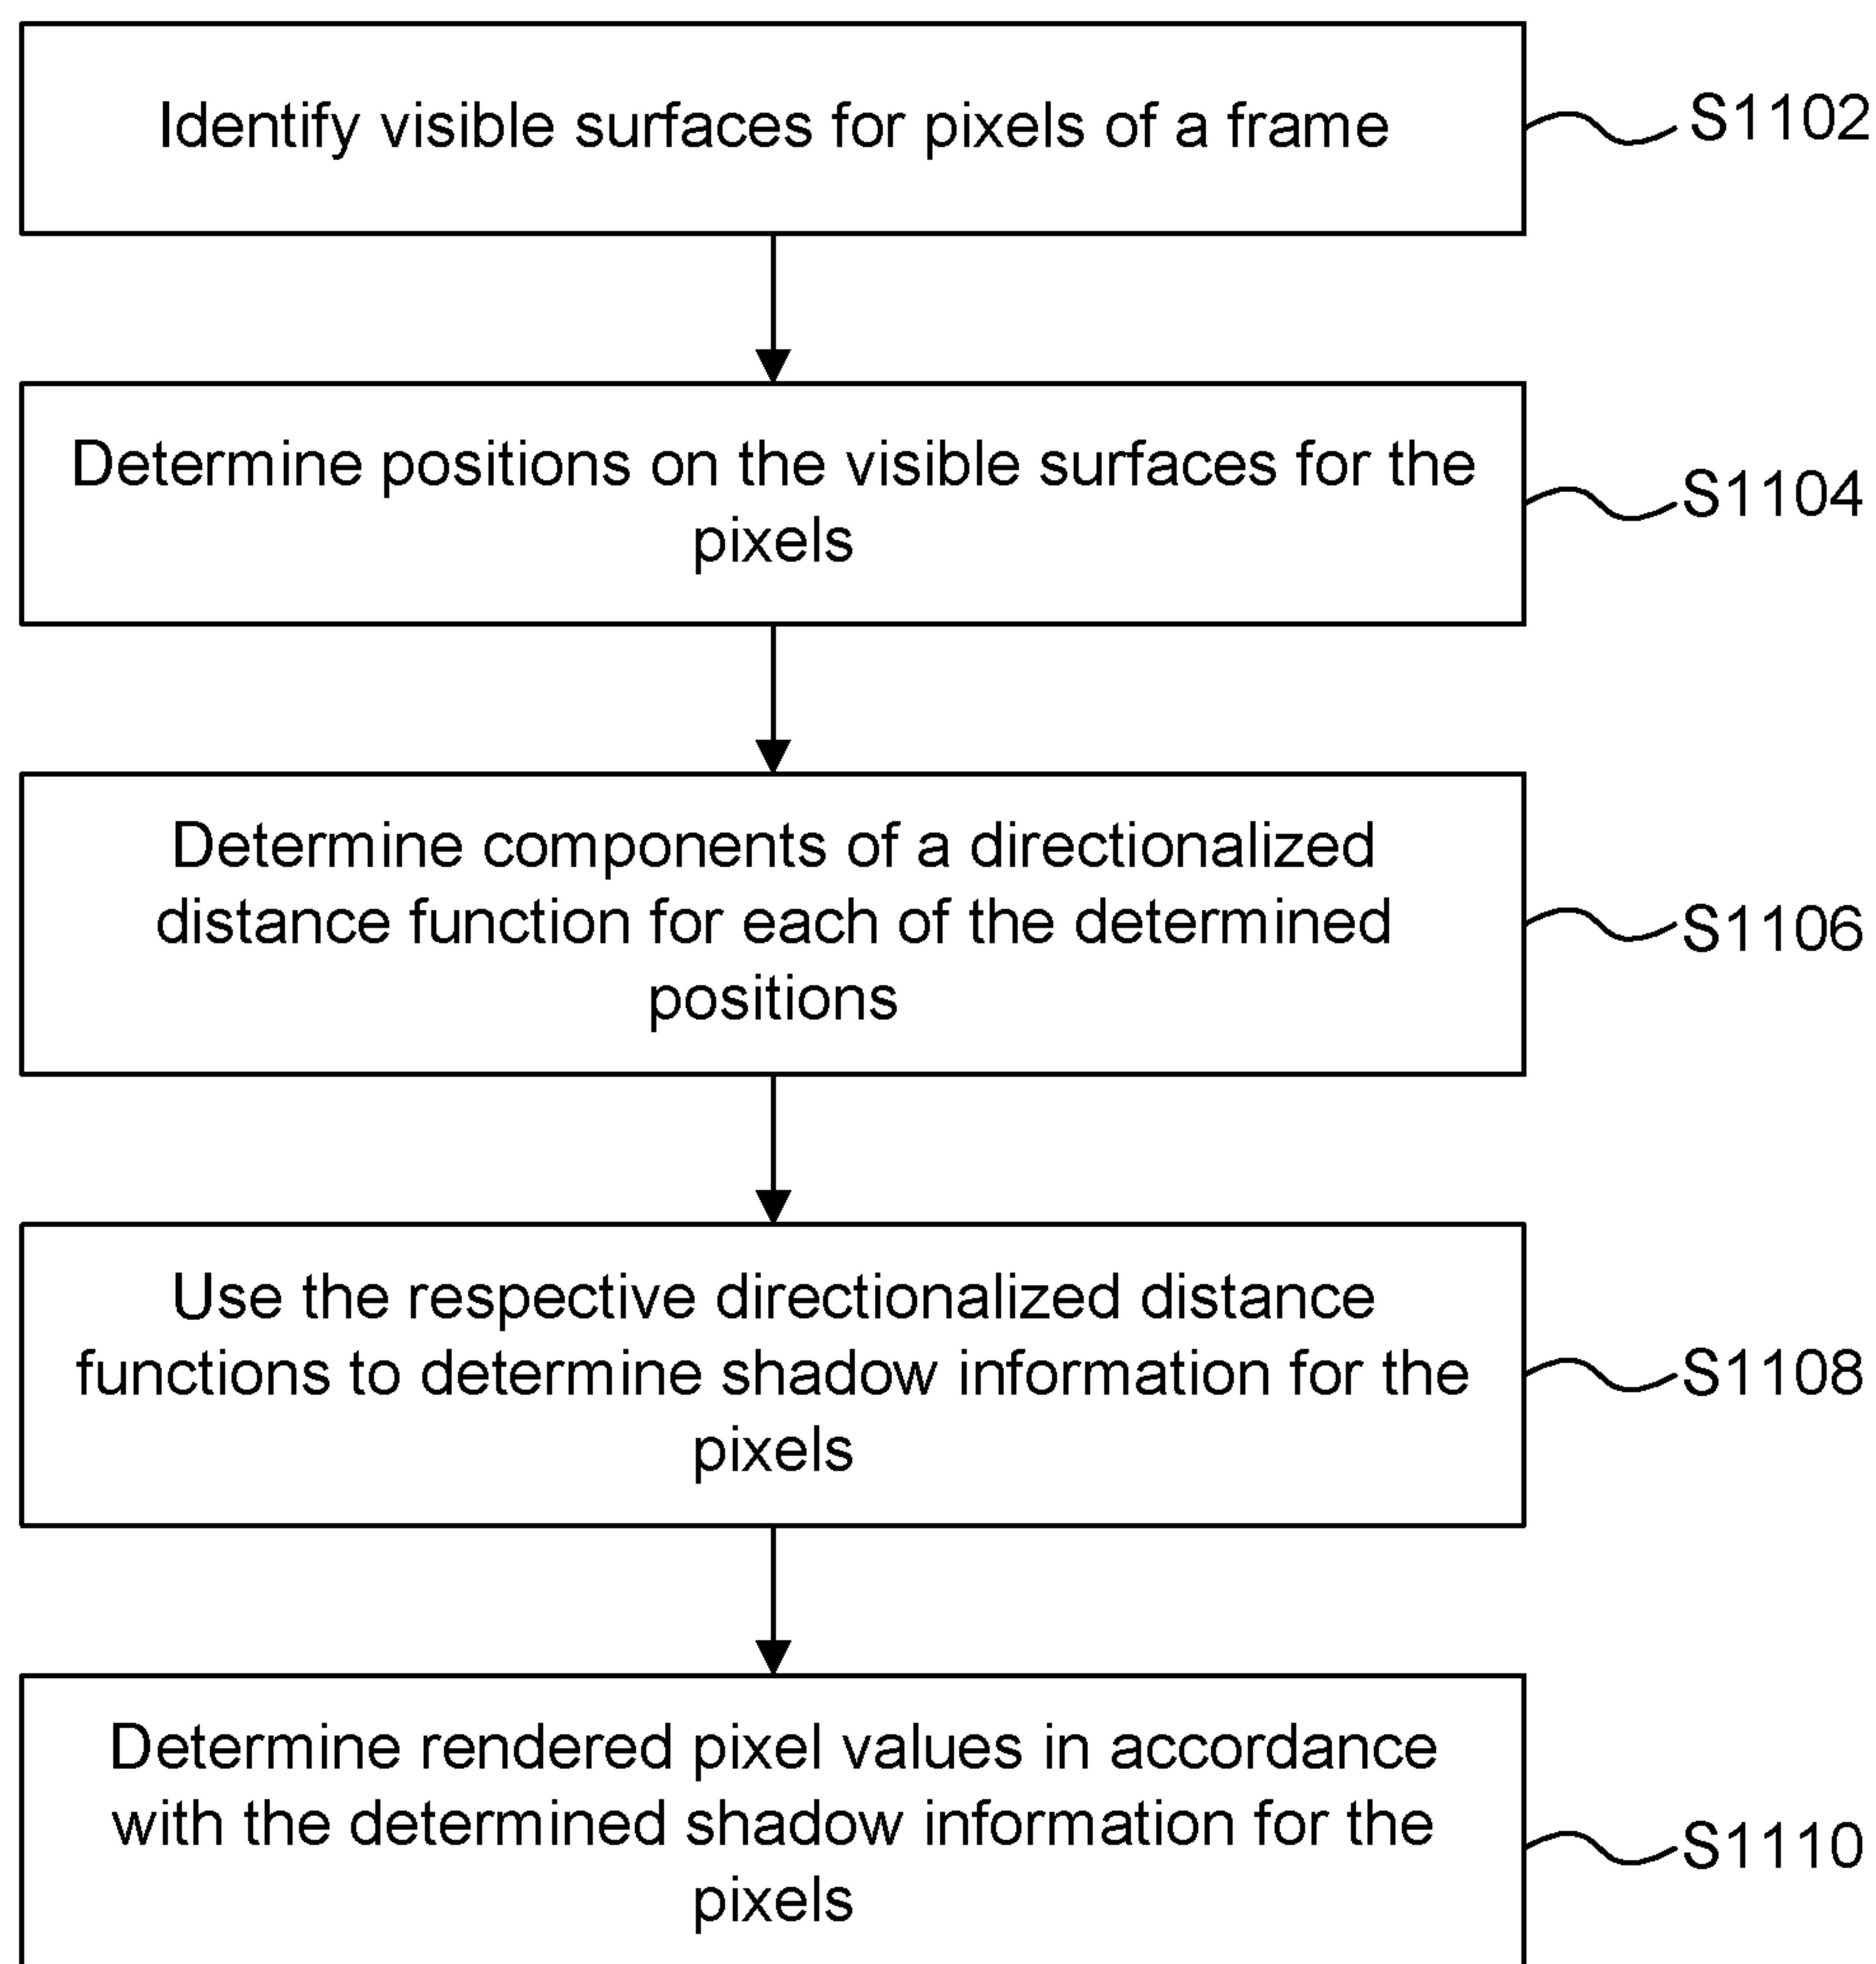 Identify visible surfaces for pixels of a frame
S1102
Determine positions on the visible surfaces for the
pixels
S1104
Determine components of a directionalized
distance function for each of the determined
positions
S1106
Use the respective directionalized distance
functions to determine shadow information for the
pixels
S1108
Determine rendered pixel values in accordance
with the determined shadow information for the
pixels
S1110